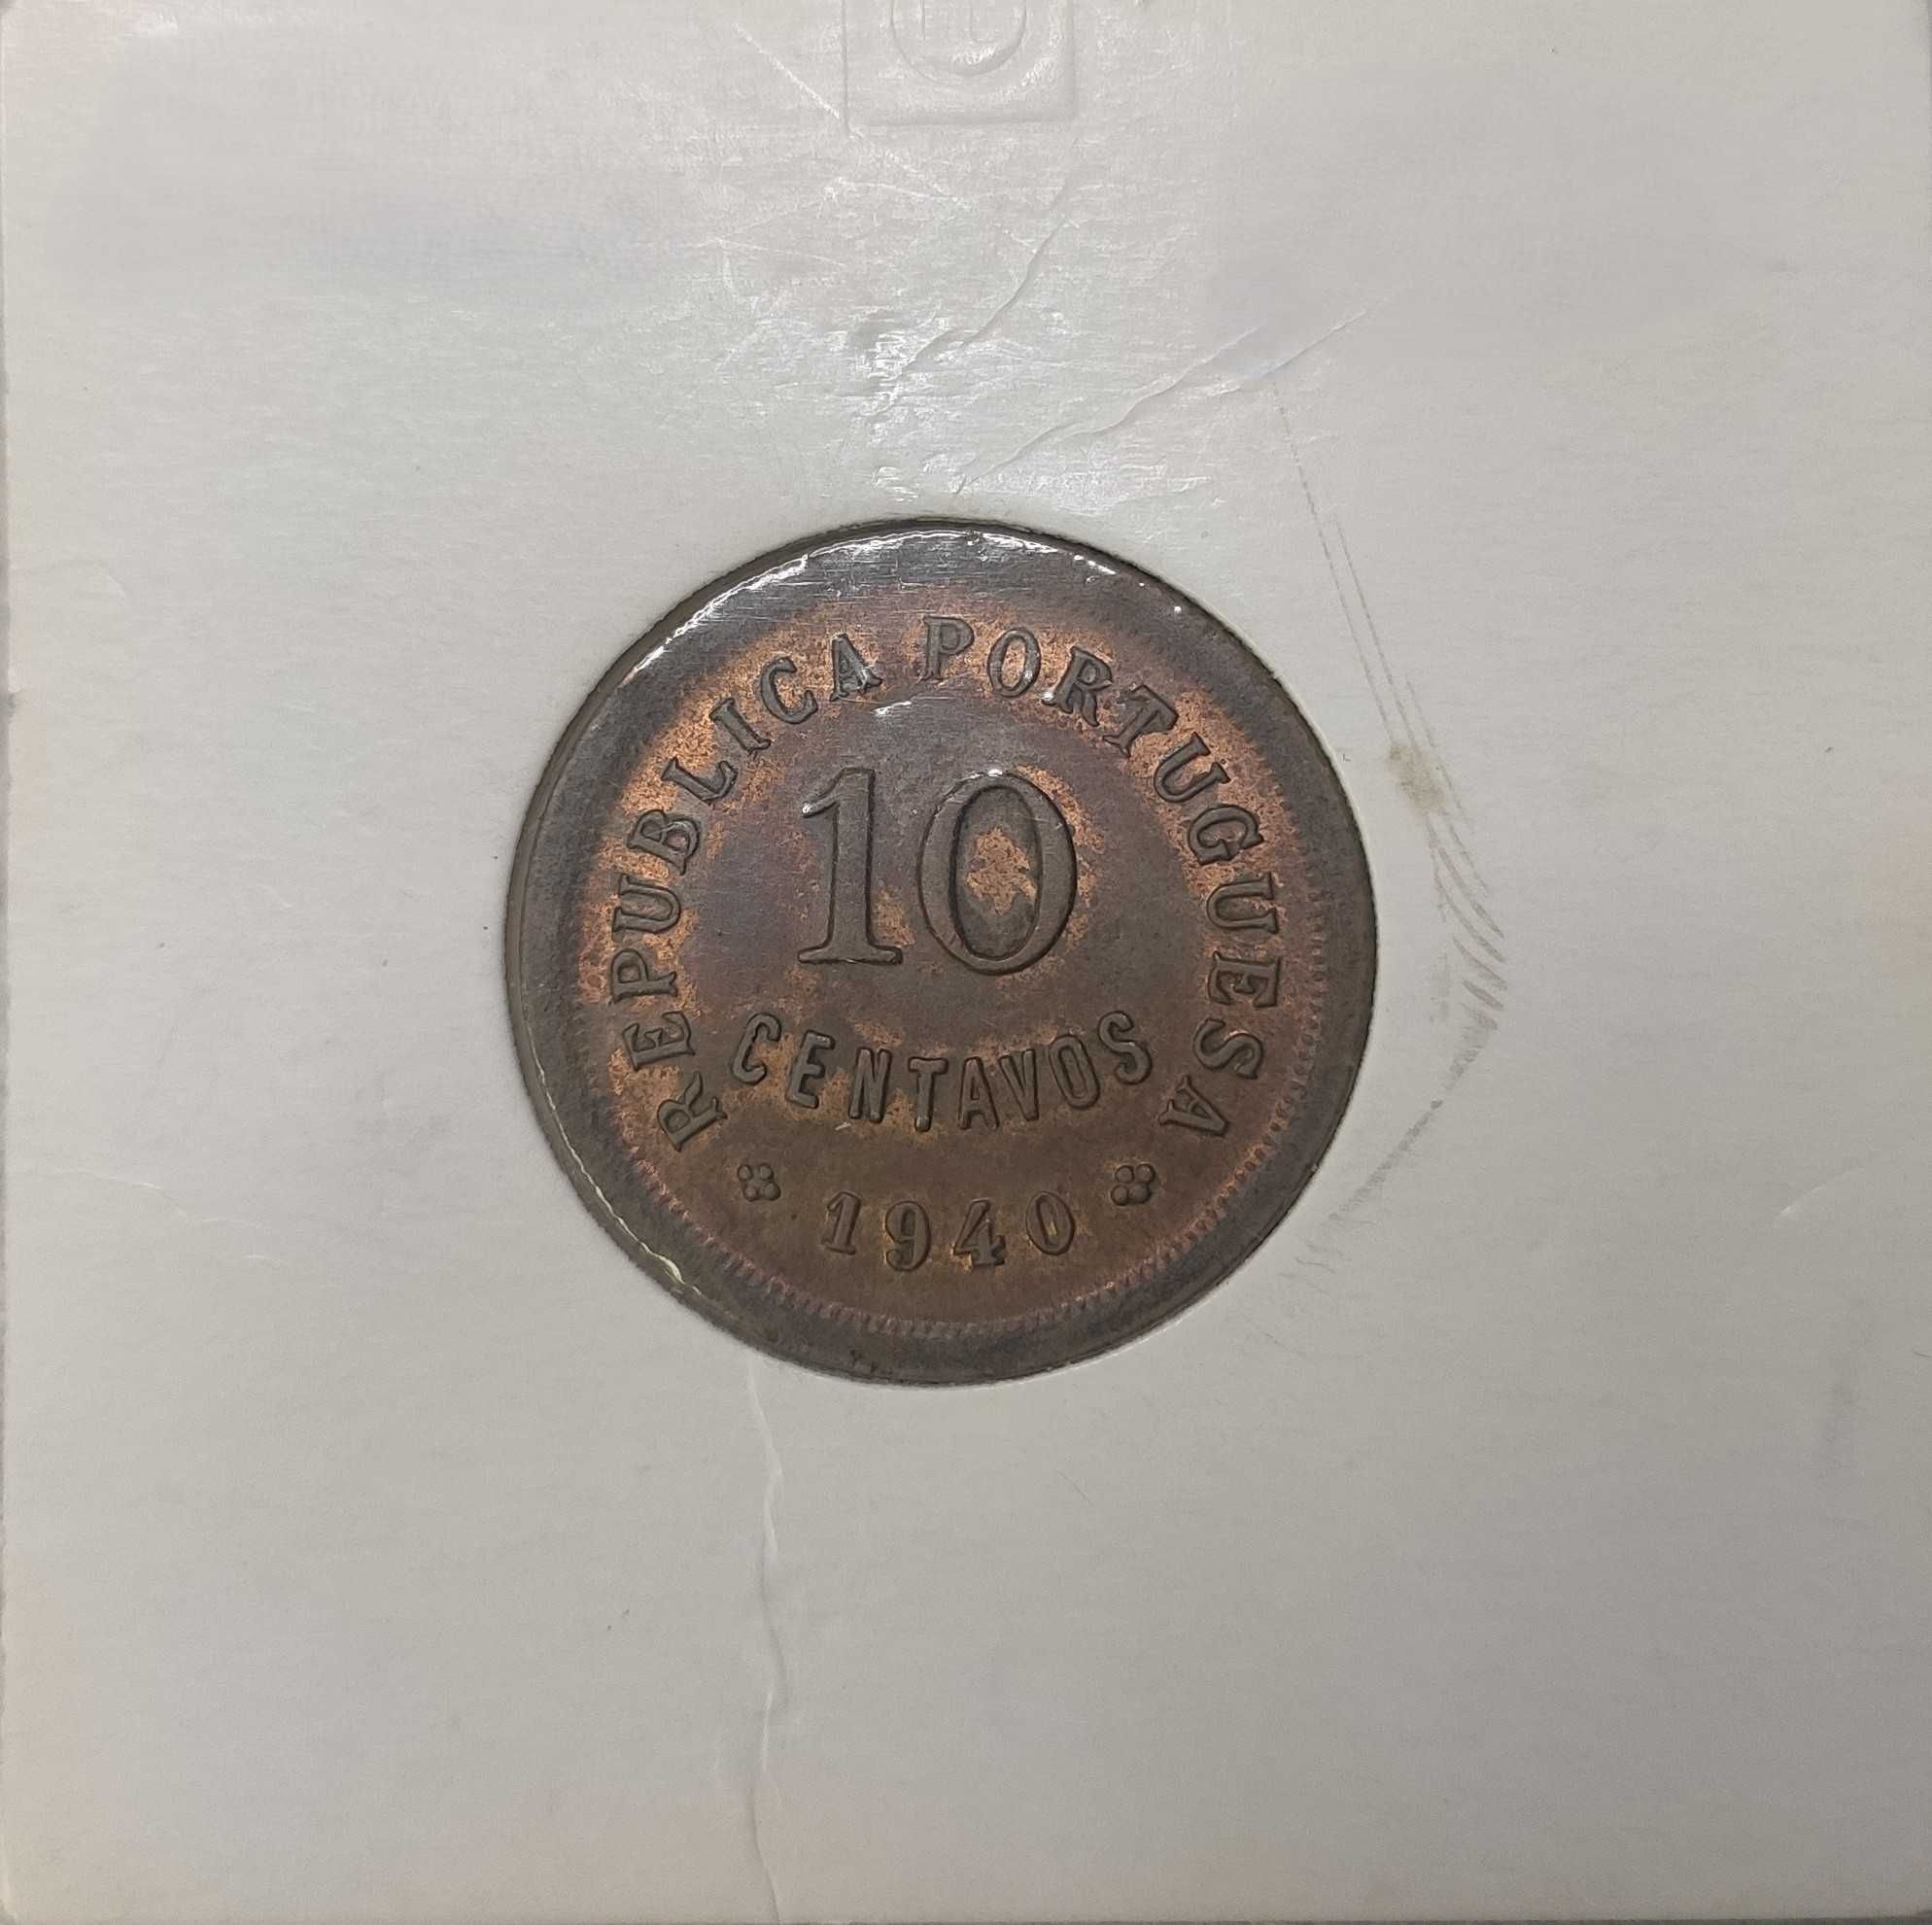 REPUBLICA PORTUGUESA
10
CENTAVOS
1940